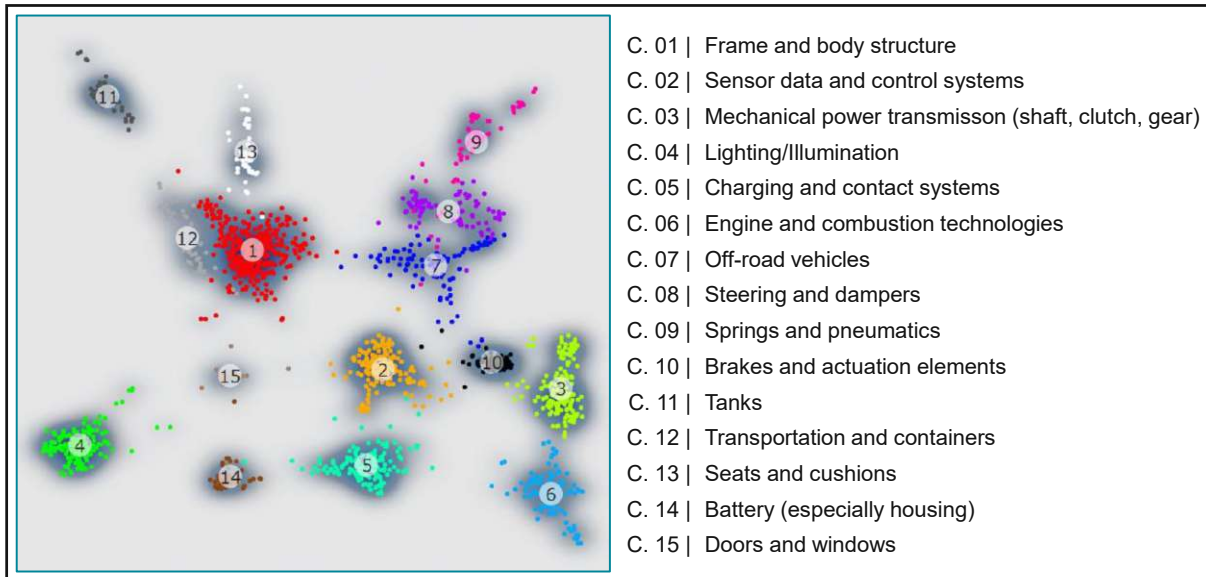 11
13
9
8
12
1
7
10
2
15
3
4
5
14
6
C. 01 | Frame and body structure
C. 02 | Sensor data and control systems
C. 03 | Mechanical power transmisson (shaft, clutch, gear)
C. 04 | Lighting/Illumination
C. 05 | Charging and contact systems
C. 06 | Engine and combustion technologies
C. 07 | Off-road vehicles
C. 08 | Steering and dampers
C. 09 | Springs and pneumatics
C. 10 | Brakes and actuation elements
C. 11 | Tanks
C. 12 | Transportation and containers
C. 13 | Seats and cushions
C. 14 | Battery (especially housing)
C. 15 | Doors and windows